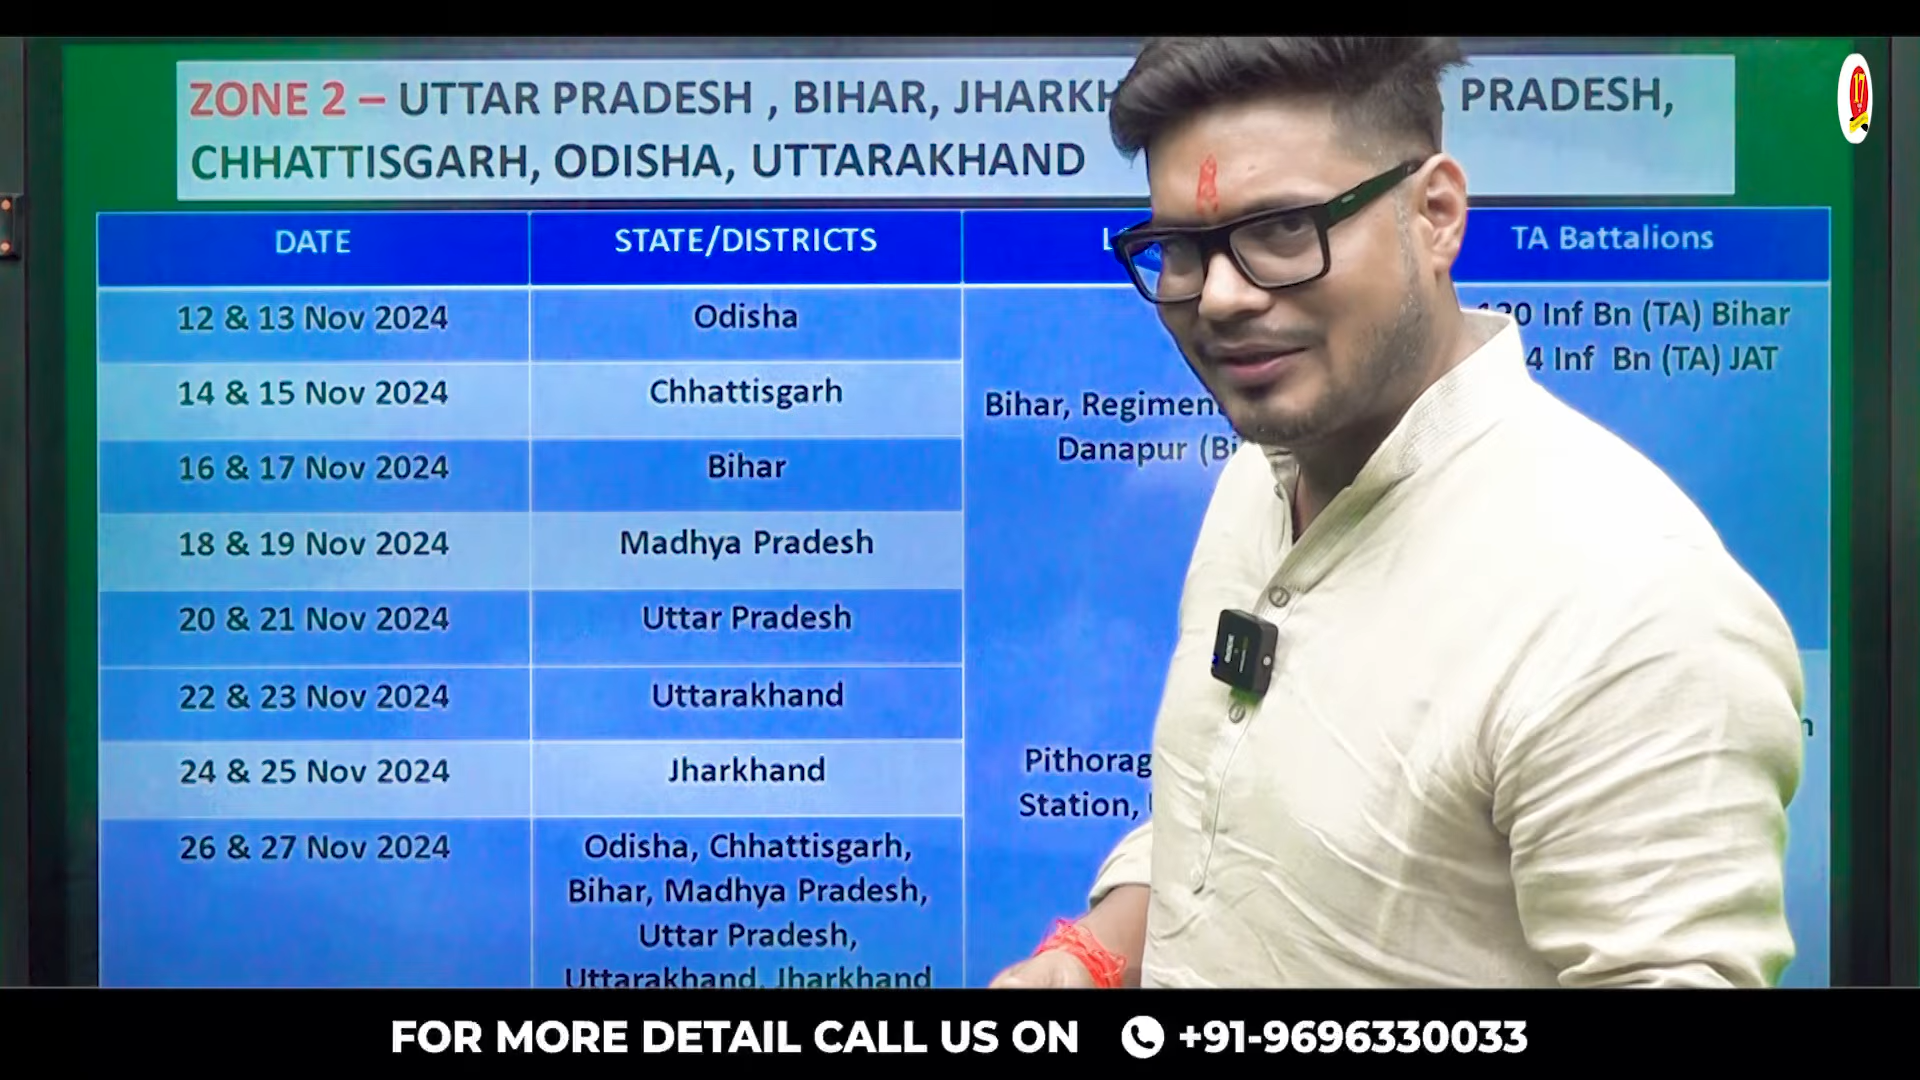 ZONE 2 – UTTAR PRADESH , BIHAR, PRADESH,
CHHATTISGARH, ODISHA, UTTARAKHAND
17
DATE STATE/DISTRICTS TA Battalions
12 & 13 Nov 2024 Odisha
Inf Bn (TA) Bihar
Inf Bn (TA) JAT
14 & 15 Nov 2024 Chhattisgarh
Bihar,
Danapur
16 & 17 Nov 2024 Bihar
18 & 19 Nov 2024 Madhya Pradesh
20 & 21 Nov 2024 Uttar Pradesh
22 & 23 Nov 2024 Uttarakhand
24 & 25 Nov 2024 Jharkhand
Station,
26 & 27 Nov 2024 Odisha, Chhattisgarh,
Bihar, Madhya Pradesh,
Uttar Pradesh,
Uttarakhand, Jharkhand
FOR MORE DETAIL CALL US ON +91-9696330033